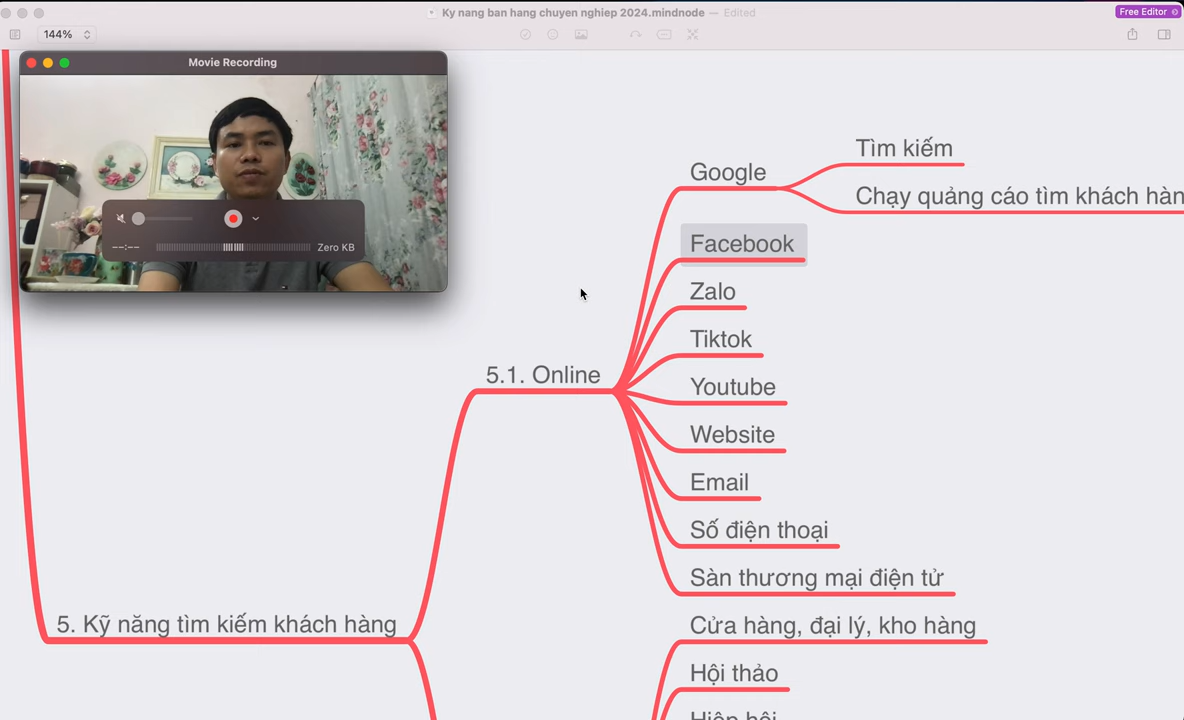 Ky nang ban hang chuyen nghiep 2024.mindnode — Edited
Free Editor
144%
Movie Recording
--:--
Zero KB
Google
Tìm kiếm
Chạy quảng cáo tìm khách hàn
Facebook
Zalo
Tiktok
5.1. Online
Youtube
Website
Email
Số điện thoại
Sàn thương mại điện tử
5. Kỹ năng tìm kiếm khách hàng
Cửa hàng, đại lý, kho hàng
Hội thảo
Hiệp hội